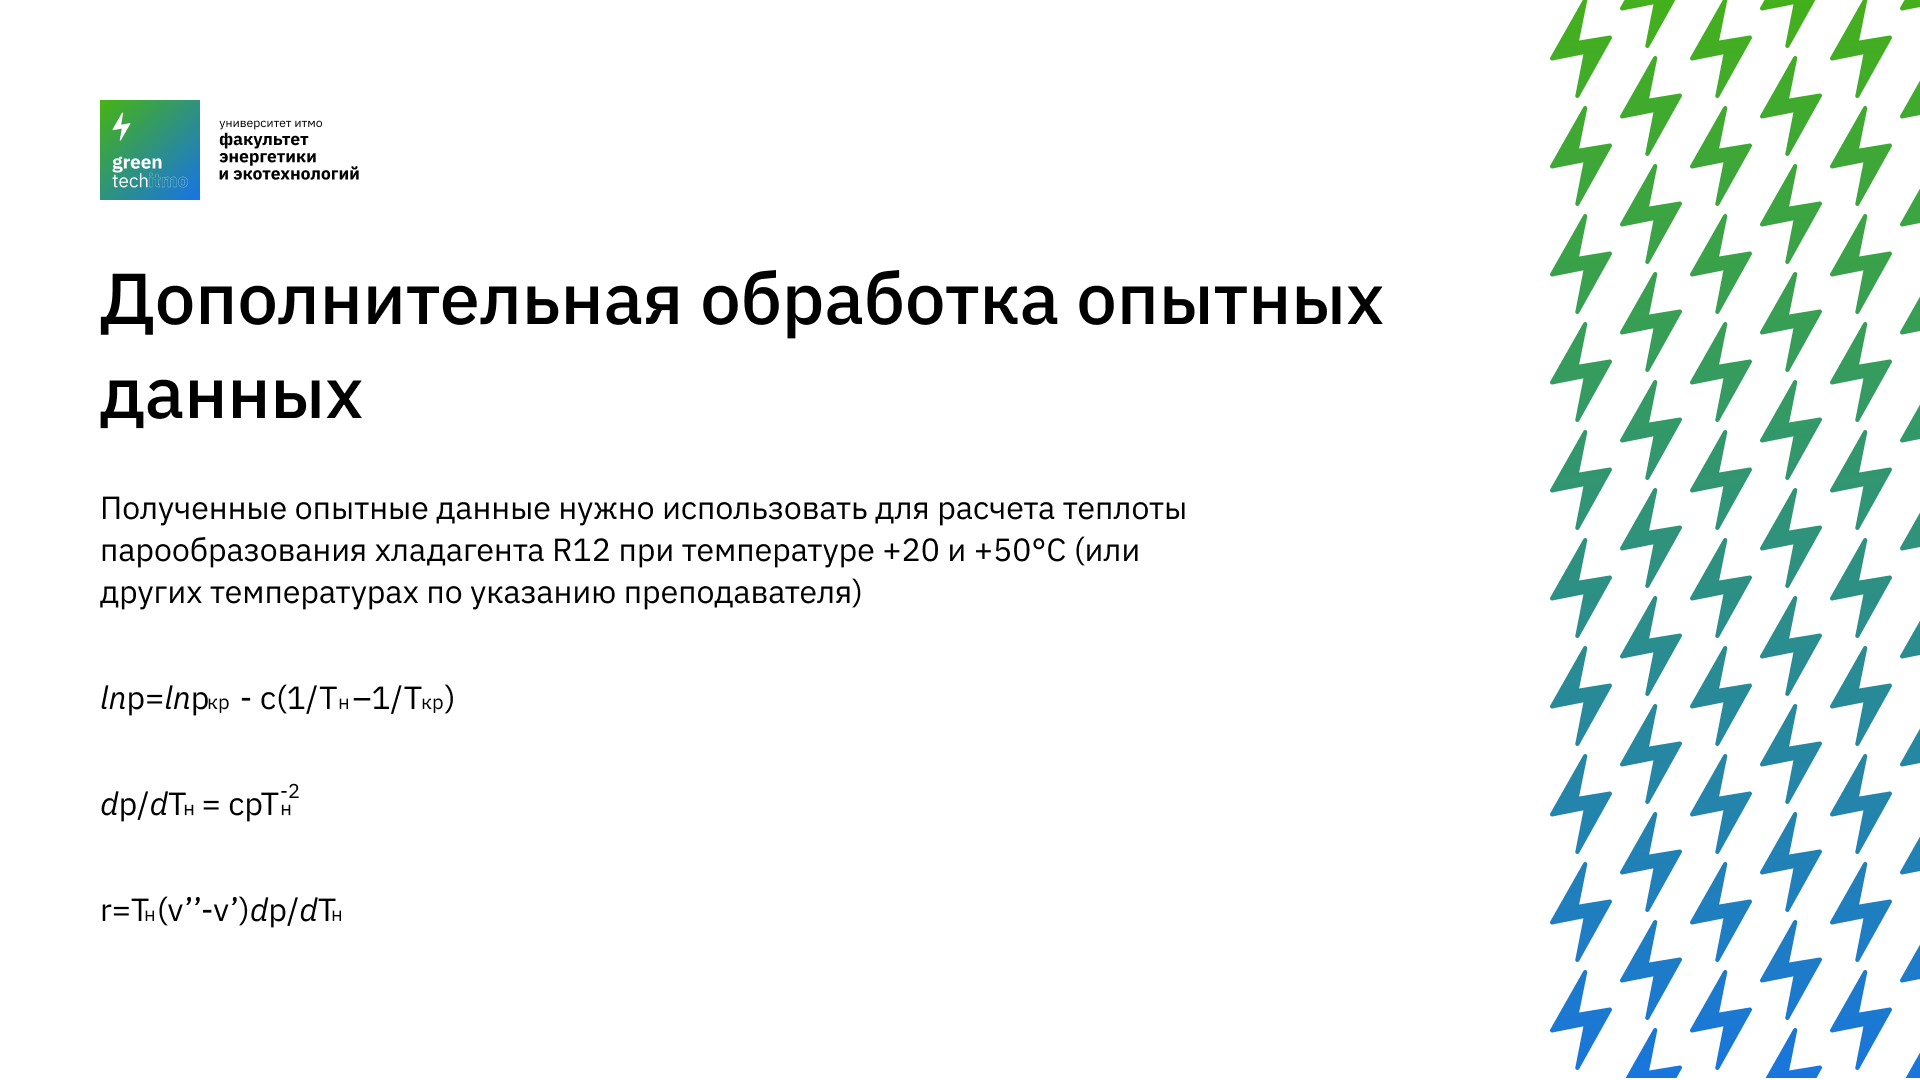 университет итмо
факультет
энергетики
и экотехнологий
green
techitmo
Дополнительная обработка опытных
данных
Полученные опытные данные нужно использовать для расчета теплоты
парообразования хладагента R12 при температуре +20 и +50°С (или
других температурах по указанию преподавателя)
lnp=lnpкр - c(1/Tн–1/Tкр)
dp/dTн = cpTн⁻²
r=Tн(v’’-v’)dp/dTн